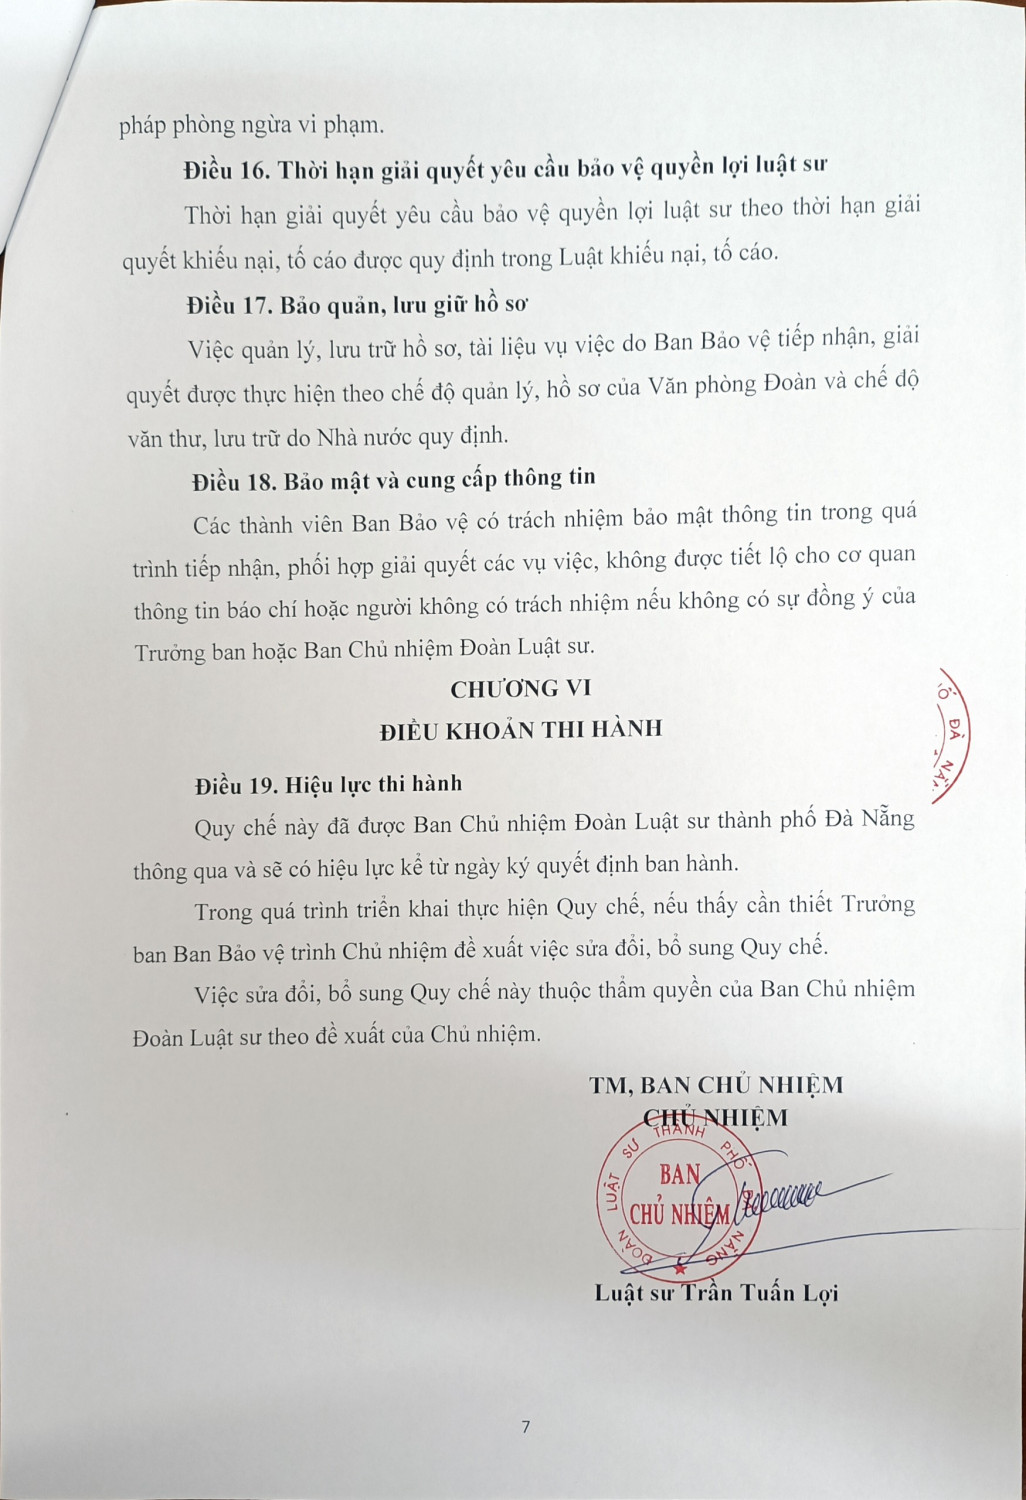 pháp phòng ngừa vi phạm.
Điều 16. Thời hạn giải quyết yêu cầu bảo vệ quyền lợi luật sư
Thời hạn giải quyết yêu cầu bảo vệ quyền lợi luật sư theo thời hạn giải
quyết khiếu nại, tố cáo được quy định trong Luật khiếu nại, tố cáo.
Điều 17. Bảo quản, lưu giữ hồ sơ
Việc quản lý, lưu trữ hồ sơ, tài liệu vụ việc do Ban Bảo vệ tiếp nhận, giải
quyết được thực hiện theo chế độ quản lý, hồ sơ của Văn phòng Đoàn và chế độ
văn thư, lưu trữ do Nhà nước quy định.
Điều 18. Bảo mật và cung cấp thông tin
Các thành viên Ban Bảo vệ có trách nhiệm bảo mật thông tin trong quá
trình tiếp nhận, phối hợp giải quyết các vụ việc, không được tiết lộ cho cơ quan
thông tin báo chí hoặc người không có trách nhiệm nếu không có sự đồng ý của
Trưởng ban hoặc Ban Chủ nhiệm Đoàn Luật sư.
CHƯƠNG VI
ĐIỀU KHOẢN THI HÀNH
Ố ĐÀ NẴN
Điều 19. Hiệu lực thi hành
Quy chế này đã được Ban Chủ nhiệm Đoàn Luật sư thành phố Đà Nẵng
thông qua và sẽ có hiệu lực kể từ ngày ký quyết định ban hành.
Trong quá trình triển khai thực hiện Quy chế, nếu thấy cần thiết Trưởng
ban Ban Bảo vệ trình Chủ nhiệm đề xuất việc sửa đổi, bổ sung Quy chế.
Việc sửa đổi, bổ sung Quy chế này thuộc thẩm quyền của Ban Chủ nhiệm
Đoàn Luật sư theo đề xuất của Chủ nhiệm.
TM, BAN CHỦ NHIỆM
CHỦ NHIỆM
ĐOÀN LUẬT SƯ THÀNH PHỐ NẴNG
BAN
CHỦ NHIỆM
Luật sư Trần Tuấn Lợi
7